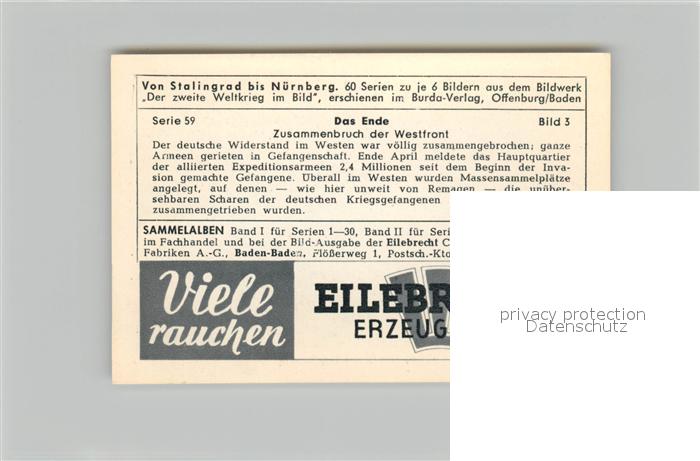 Von Stalingrad bis Nürnberg. 60 Serien zu je 6 Bildern aus dem Bildwerk
„Der zweite Weltkrieg im Bild", erschienen im Burda-Verlag, Offenburg/Baden
Serie 59 Das Ende Bild 3
Zusammenbruch der Westfront
Der deutsche Widerstand im Westen war völlig zusammengebrochen; ganze
Armeen gerieten in Gefangenschaft. Ende April meldete das Hauptquartier
der alliierten Expeditionsarmeen 2,4 Millionen seit dem Beginn der Inva-
sion gemachte Gefangene. Überall im Westen wurden Massensammelplätze
angelegt, auf denen — wie hier unweit von Remagen — die unüber-
sehbaren Scharen der deutschen Kriegsgefangenen
zusammengetrieben wurden.
SAMMELALBEN Band I für Serien 1—30, Band II für Seri
im Fachhandel und bei der Bild-Ausgabe der Eilebrecht C
Fabriken A.-G., Baden-Baden, Flößerweg 1, Postsch.-Kto
Viele
rauchen
EILEBR
ERZEUG
privacy protection
Datenschutz